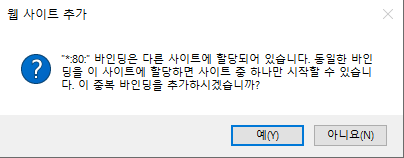 웹 사이트 추가
"*:80:" 바인딩은 다른 사이트에 할당되어 있습니다. 동일한 바인
딩을 이 사이트에 할당하면 사이트 중 하나만 시작할 수 있습니
다. 이 중복 바인딩을 추가하시겠습니까?
예(Y) 아니요(N)